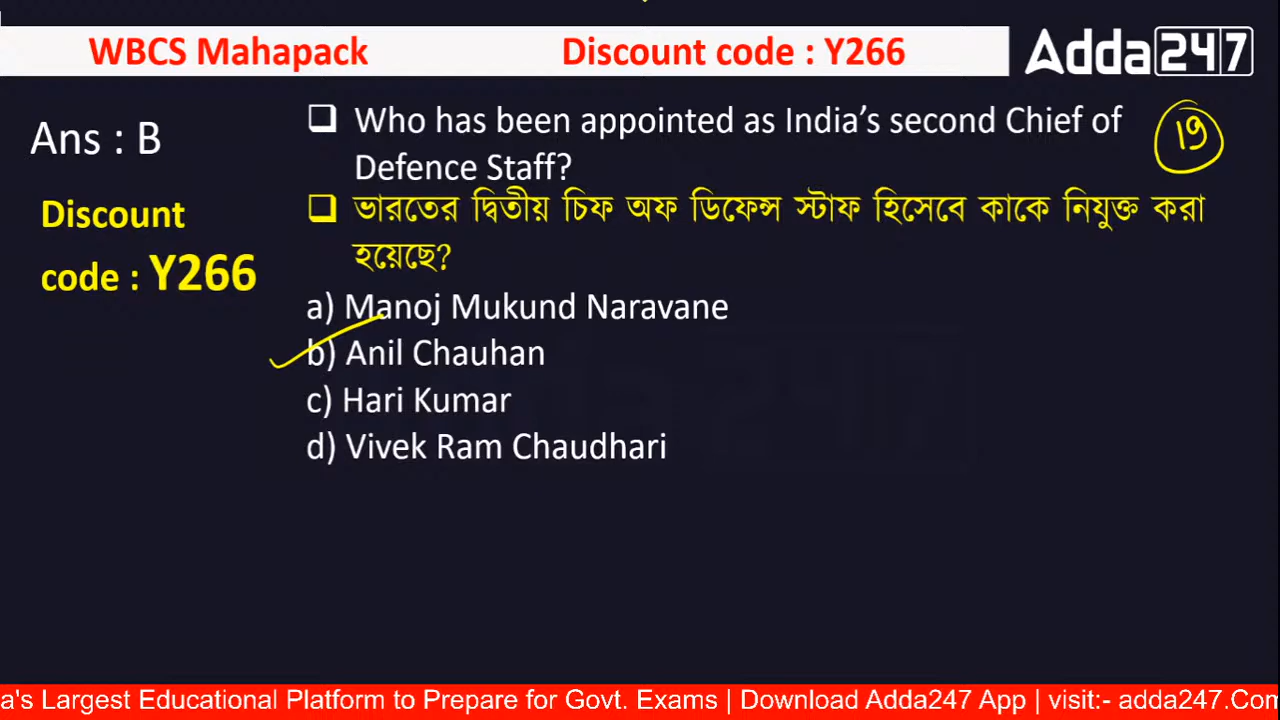 WBCS Mahapack Discount code : Y266 Adda247
Ans : B
Discount
code : Y266
❑ Who has been appointed as India's second Chief of
Defence Staff?
❑ ভারতের দ্বিতীয় চিফ অফ ডিফেন্স স্টাফ হিসেবে কাকে নিযুক্ত করা
হয়েছে?
a) Manoj Mukund Naravane
b) Anil Chauhan
c) Hari Kumar
d) Vivek Ram Chaudhari
19
a's Largest Educational Platform to Prepare for Govt. Exams | Download Adda247 App | visit:- adda247.Con